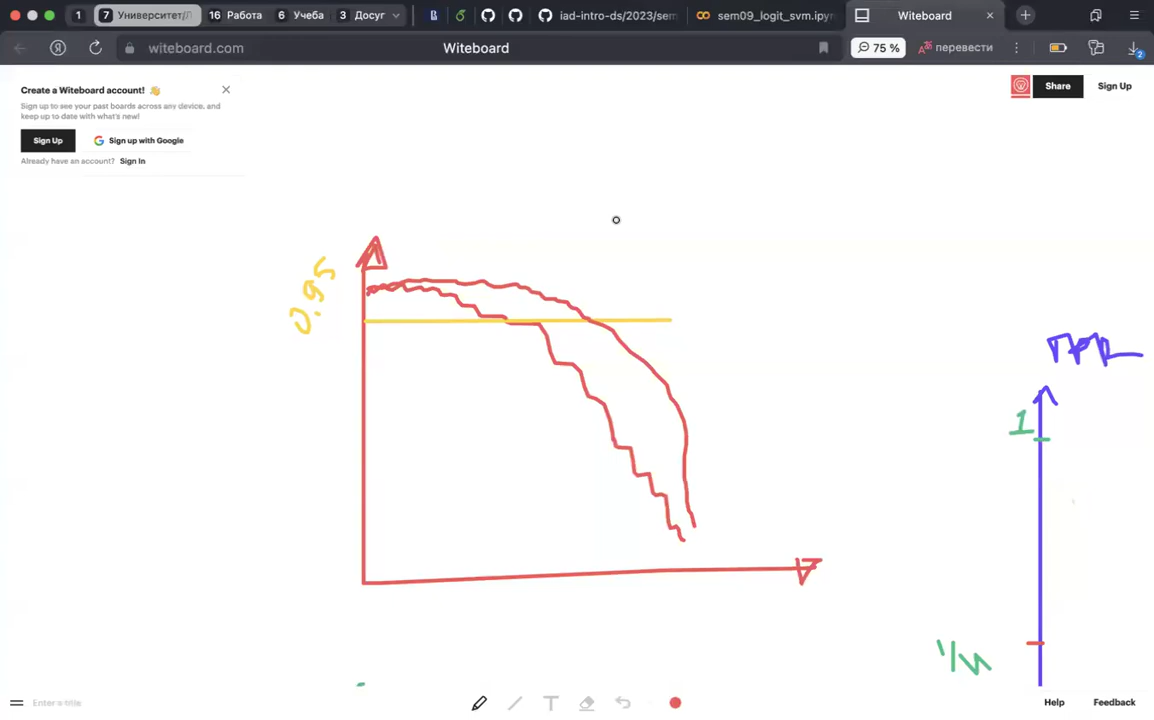 1
7 Университет/Л
16 Работа
6 Учеба
3 Досуг
iad-intro-ds/2023/sem
sem09_logit_svm.ipyn
Witeboard
witeboard.com
Witeboard
75 %
перевести
2
Create a Witeboard account! 👋
Sign up to see your past boards across any device, and
keep up to date with what's new!
Sign Up
Sign up with Google
Already have an account? Sign In
Share
Sign Up
0.95
TPR
1
Enter a title
T
Help
Feedback